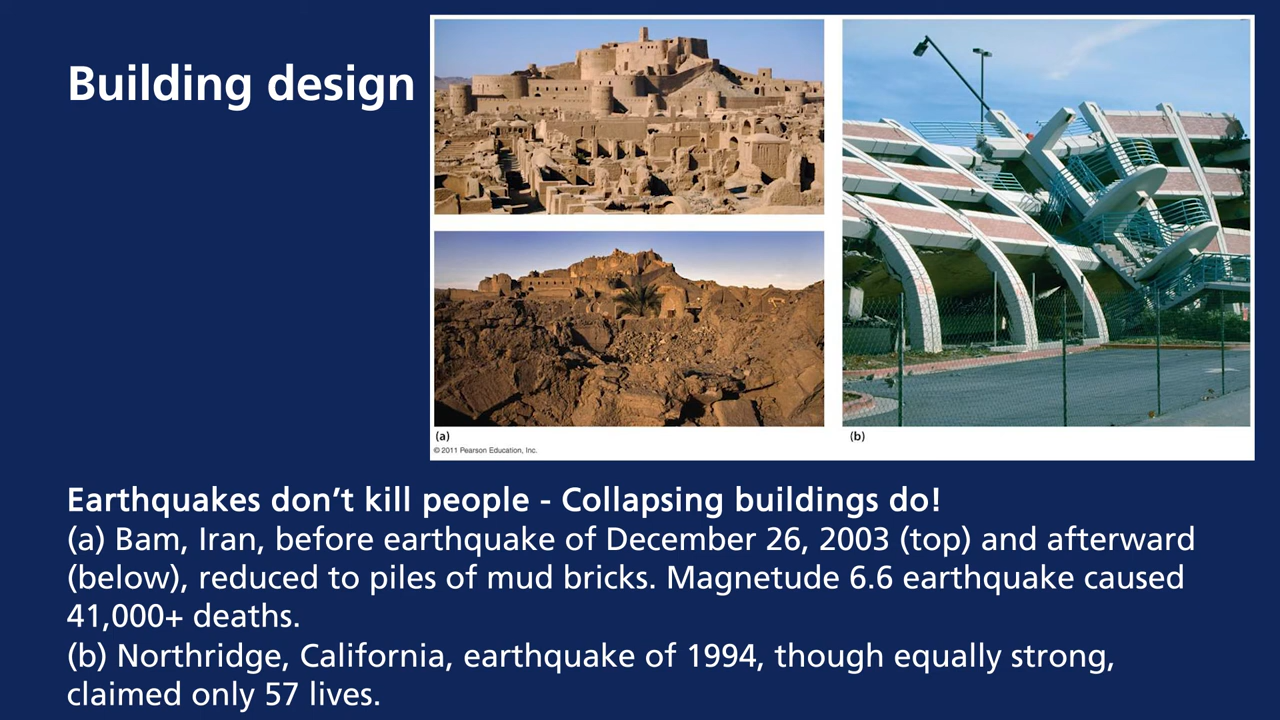 Building design
(a)
(b)
© 2011 Pearson Education, Inc.
Earthquakes don’t kill people - Collapsing buildings do!
(a) Bam, Iran, before earthquake of December 26, 2003 (top) and afterward
(below), reduced to piles of mud bricks. Magnetude 6.6 earthquake caused
41,000+ deaths.
(b) Northridge, California, earthquake of 1994, though equally strong,
claimed only 57 lives.